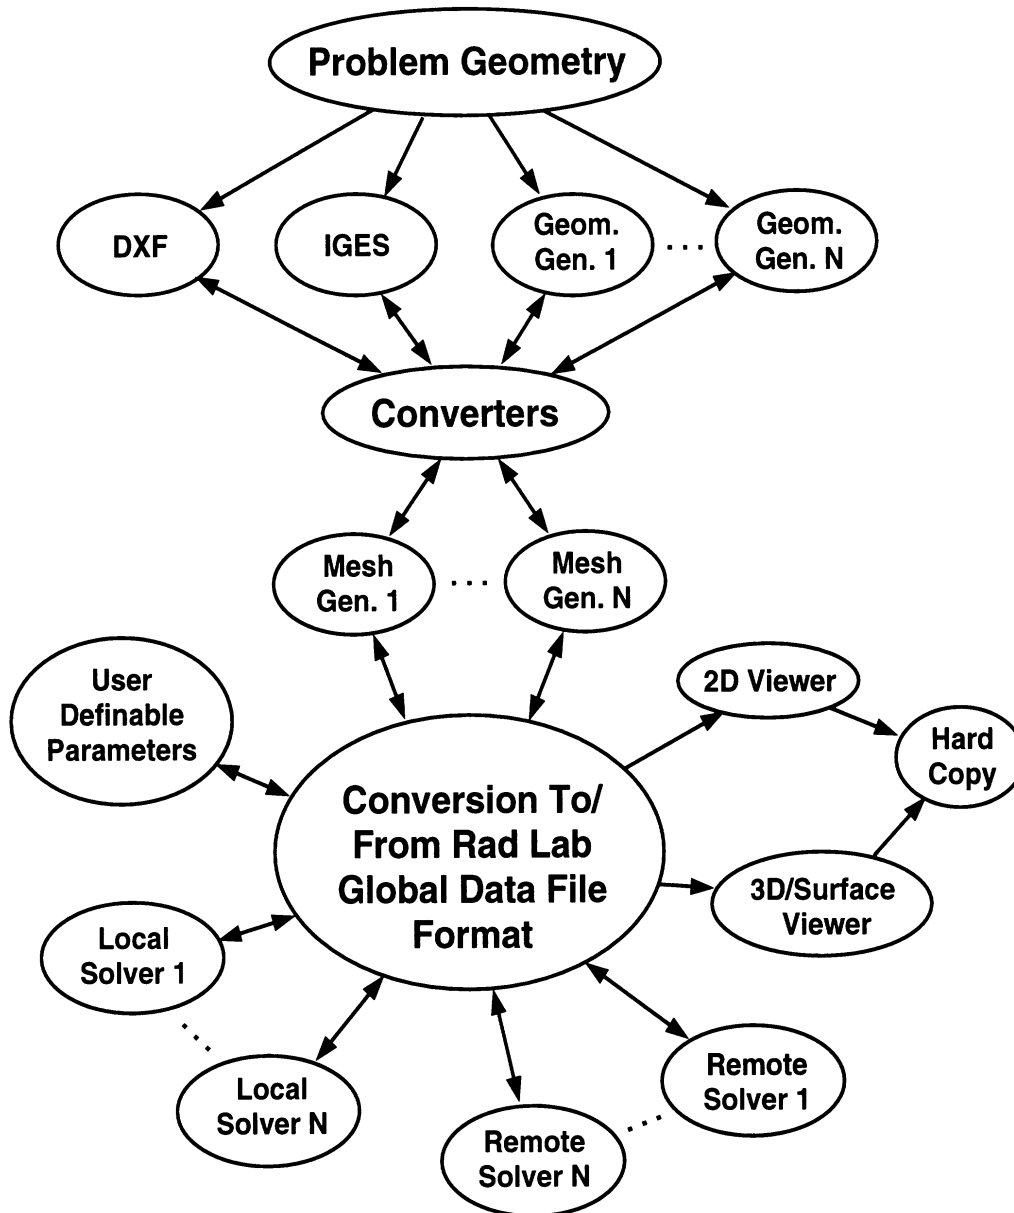 Problem Geometry
DXF
IGES
Geom.
Gen. 1
. . .
Geom.
Gen. N
Converters
Mesh
Gen. 1
. . .
Mesh
Gen. N
User
Definable
Parameters
2D Viewer
Hard
Copy
Conversion To/
From Rad Lab
Global Data File
Format
3D/Surface
Viewer
Local
Solver 1
. . .
Local
Solver N
Remote
Solver 1
. . .
Remote
Solver N